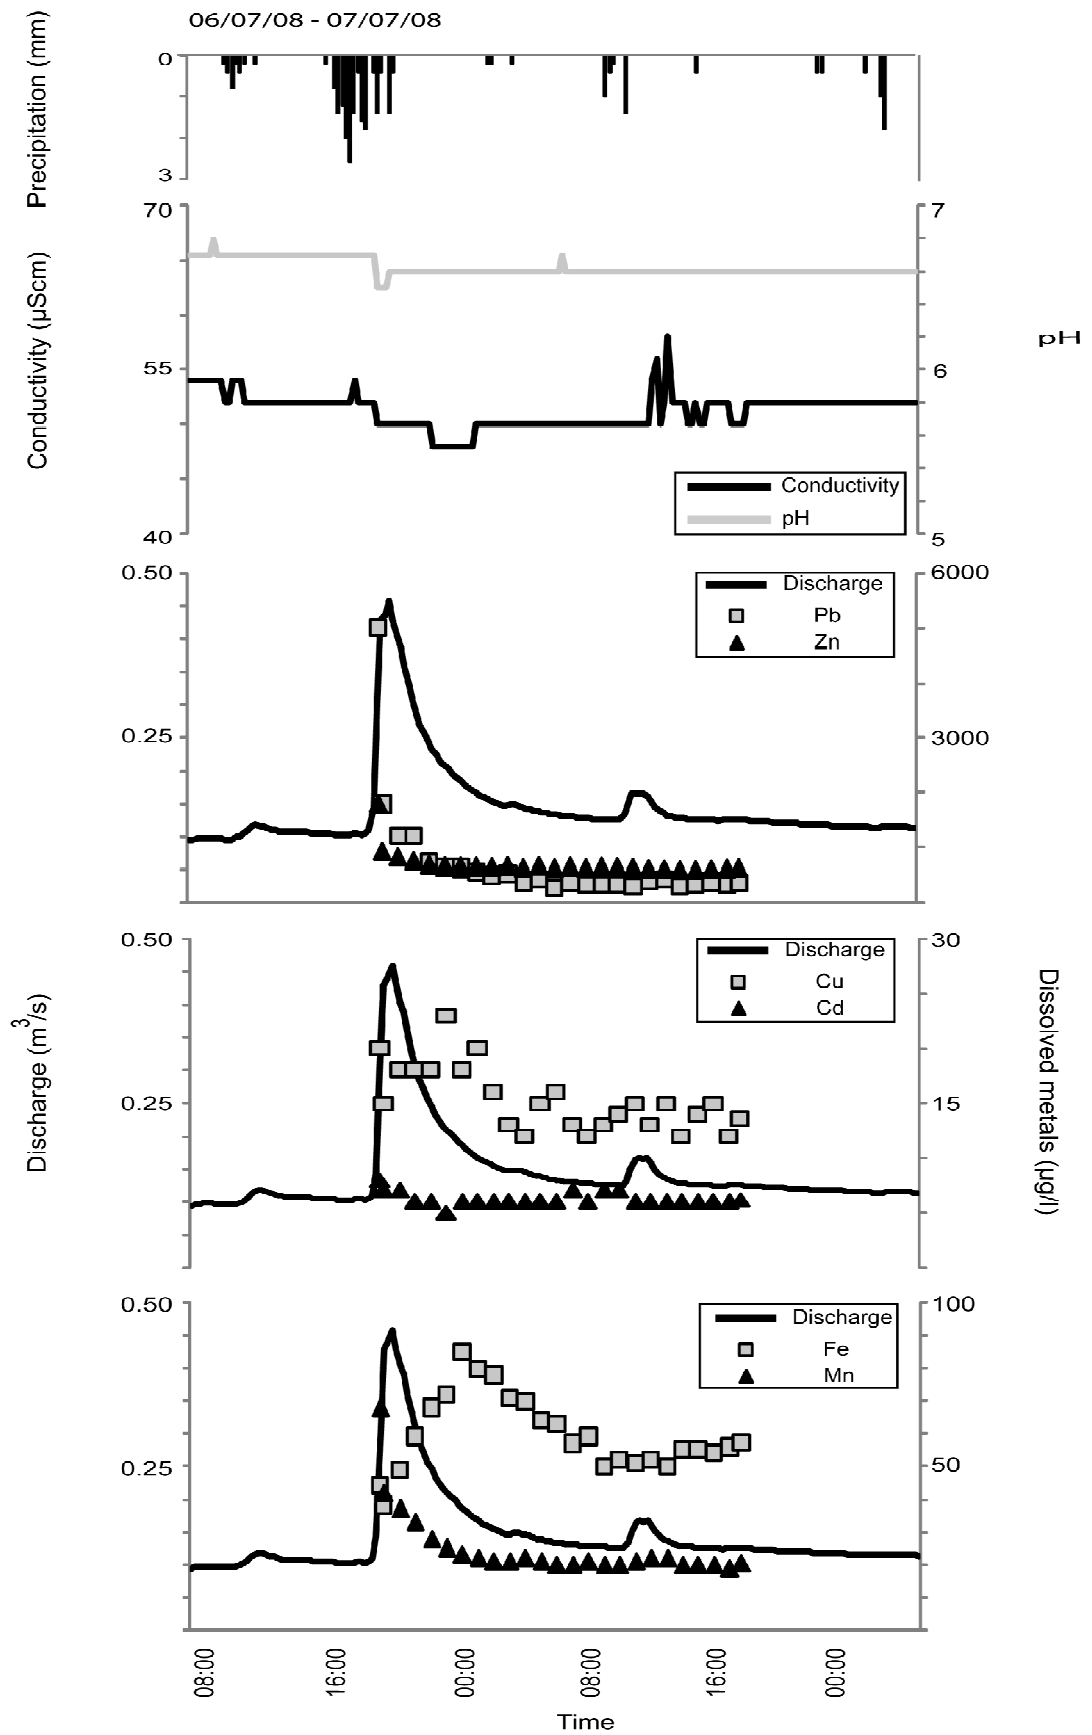 06/07/08 - 07/07/08
Precipitation (mm)
0
3
Conductivity (µScm)
70
55
40
7
6
5
pH
Conductivity
pH
0.50
0.25
6000
3000
Discharge
Pb
Zn
Discharge (m³/s)
Dissolved metals (µg/l)
0.50
0.25
30
15
Discharge
Cu
Cd
0.50
0.25
100
50
Discharge
Fe
Mn
08:00
16:00
00:00
08:00
16:00
00:00
Time